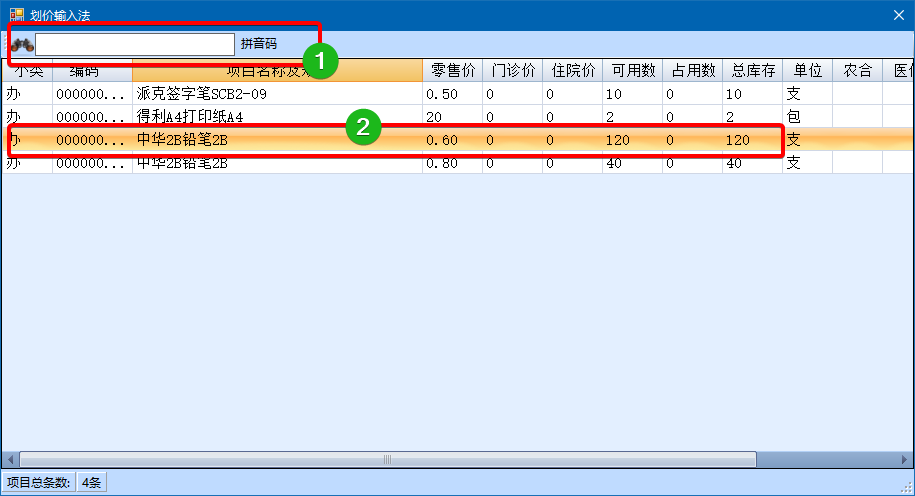 划价输入法
拼音码
1
小类 编码 项目名称及规 零售价 门诊价 住院价 可用数 占用数 总库存 单位 农合 医保
办 000000... 派克签字笔SCB2-09 0.50 0 0 10 0 10 支
办 000000... 得利A4打印纸A4 20 0 0 2 0 2 包
2
办 000000... 中华2B铅笔2B 0.60 0 0 120 0 120 支
办 000000... 中华2B铅笔2B 0.80 0 0 40 0 40 支
项目总条数: 4条